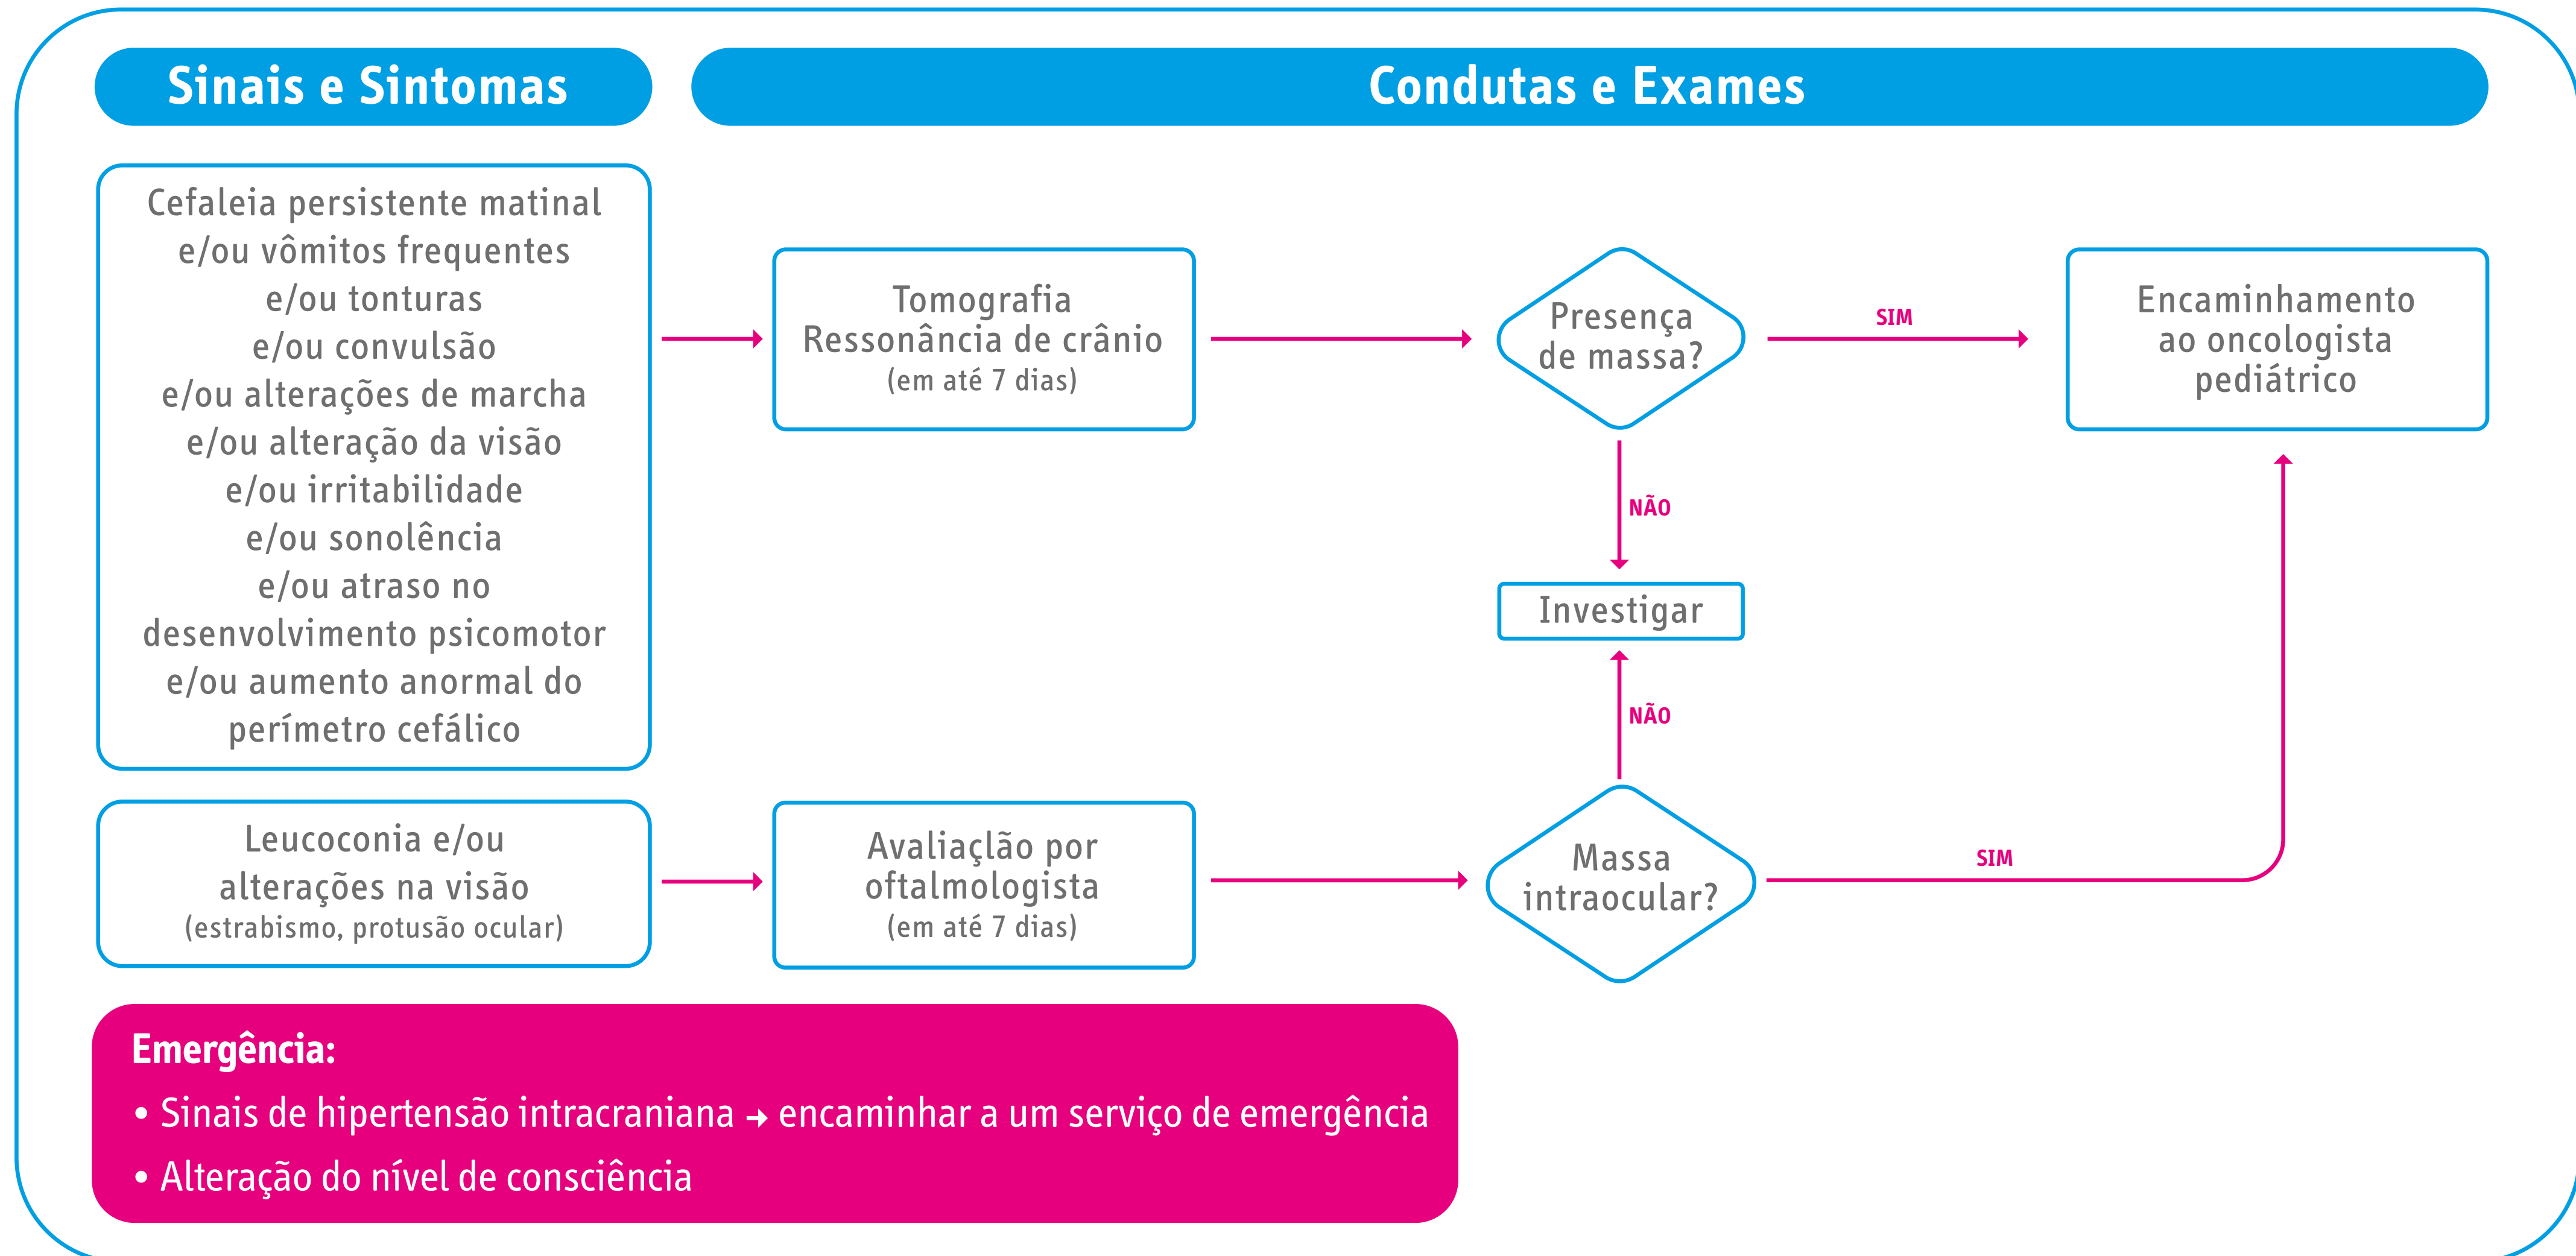 Sinais e Sintomas
Condutas e Exames
Cefaleia persistente matinal
e/ou vômitos frequentes
e/ou tonturas
e/ou convulsão
e/ou alterações de marcha
e/ou alteração da visão
e/ou irritabilidade
e/ou sonolência
e/ou atraso no
desenvolvimento psicomotor
e/ou aumento anormal do
perímetro cefálico
Tomografia
Ressonância de crânio
(em até 7 dias)
Presença
de massa?
SIM
Encaminhamento
ao oncologista
pediátrico
NÃO
Investigar
NÃO
Leucoconia e/ou
alterações na visão
(estrabismo, protusão ocular)
Avaliaçlão por
oftalmologista
(em até 7 dias)
Massa
intraocular?
SIM
Emergência:
• Sinais de hipertensão intracraniana → encaminhar a um serviço de emergência
• Alteração do nível de consciência